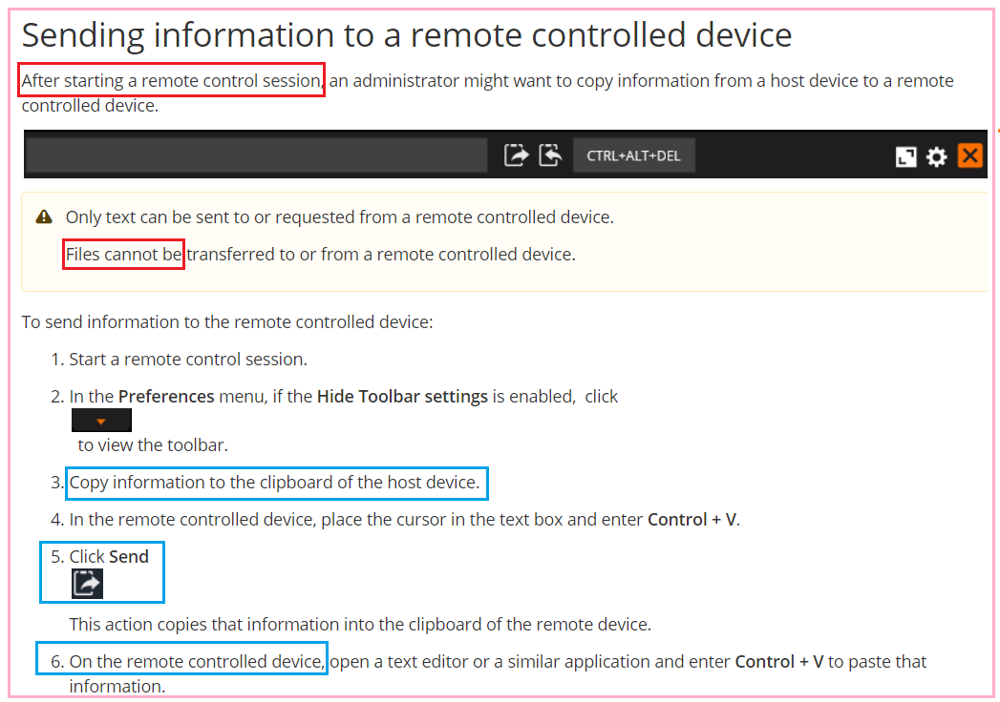 Sending information to a remote controlled device
After starting a remote control session, an administrator might want to copy information from a host device to a remote
controlled device.
CTRL+ALT+DEL
Only text can be sent to or requested from a remote controlled device.
Files cannot be transferred to or from a remote controlled device.
To send information to the remote controlled device:
1. Start a remote control session.
2. In the Preferences menu, if the Hide Toolbar settings is enabled, click
to view the toolbar.
3. Copy information to the clipboard of the host device.
4. In the remote controlled device, place the cursor in the text box and enter Control + V.
5. Click Send
This action copies that information into the clipboard of the remote device.
6. On the remote controlled device, open a text editor or a similar application and enter Control + V to paste that
information.